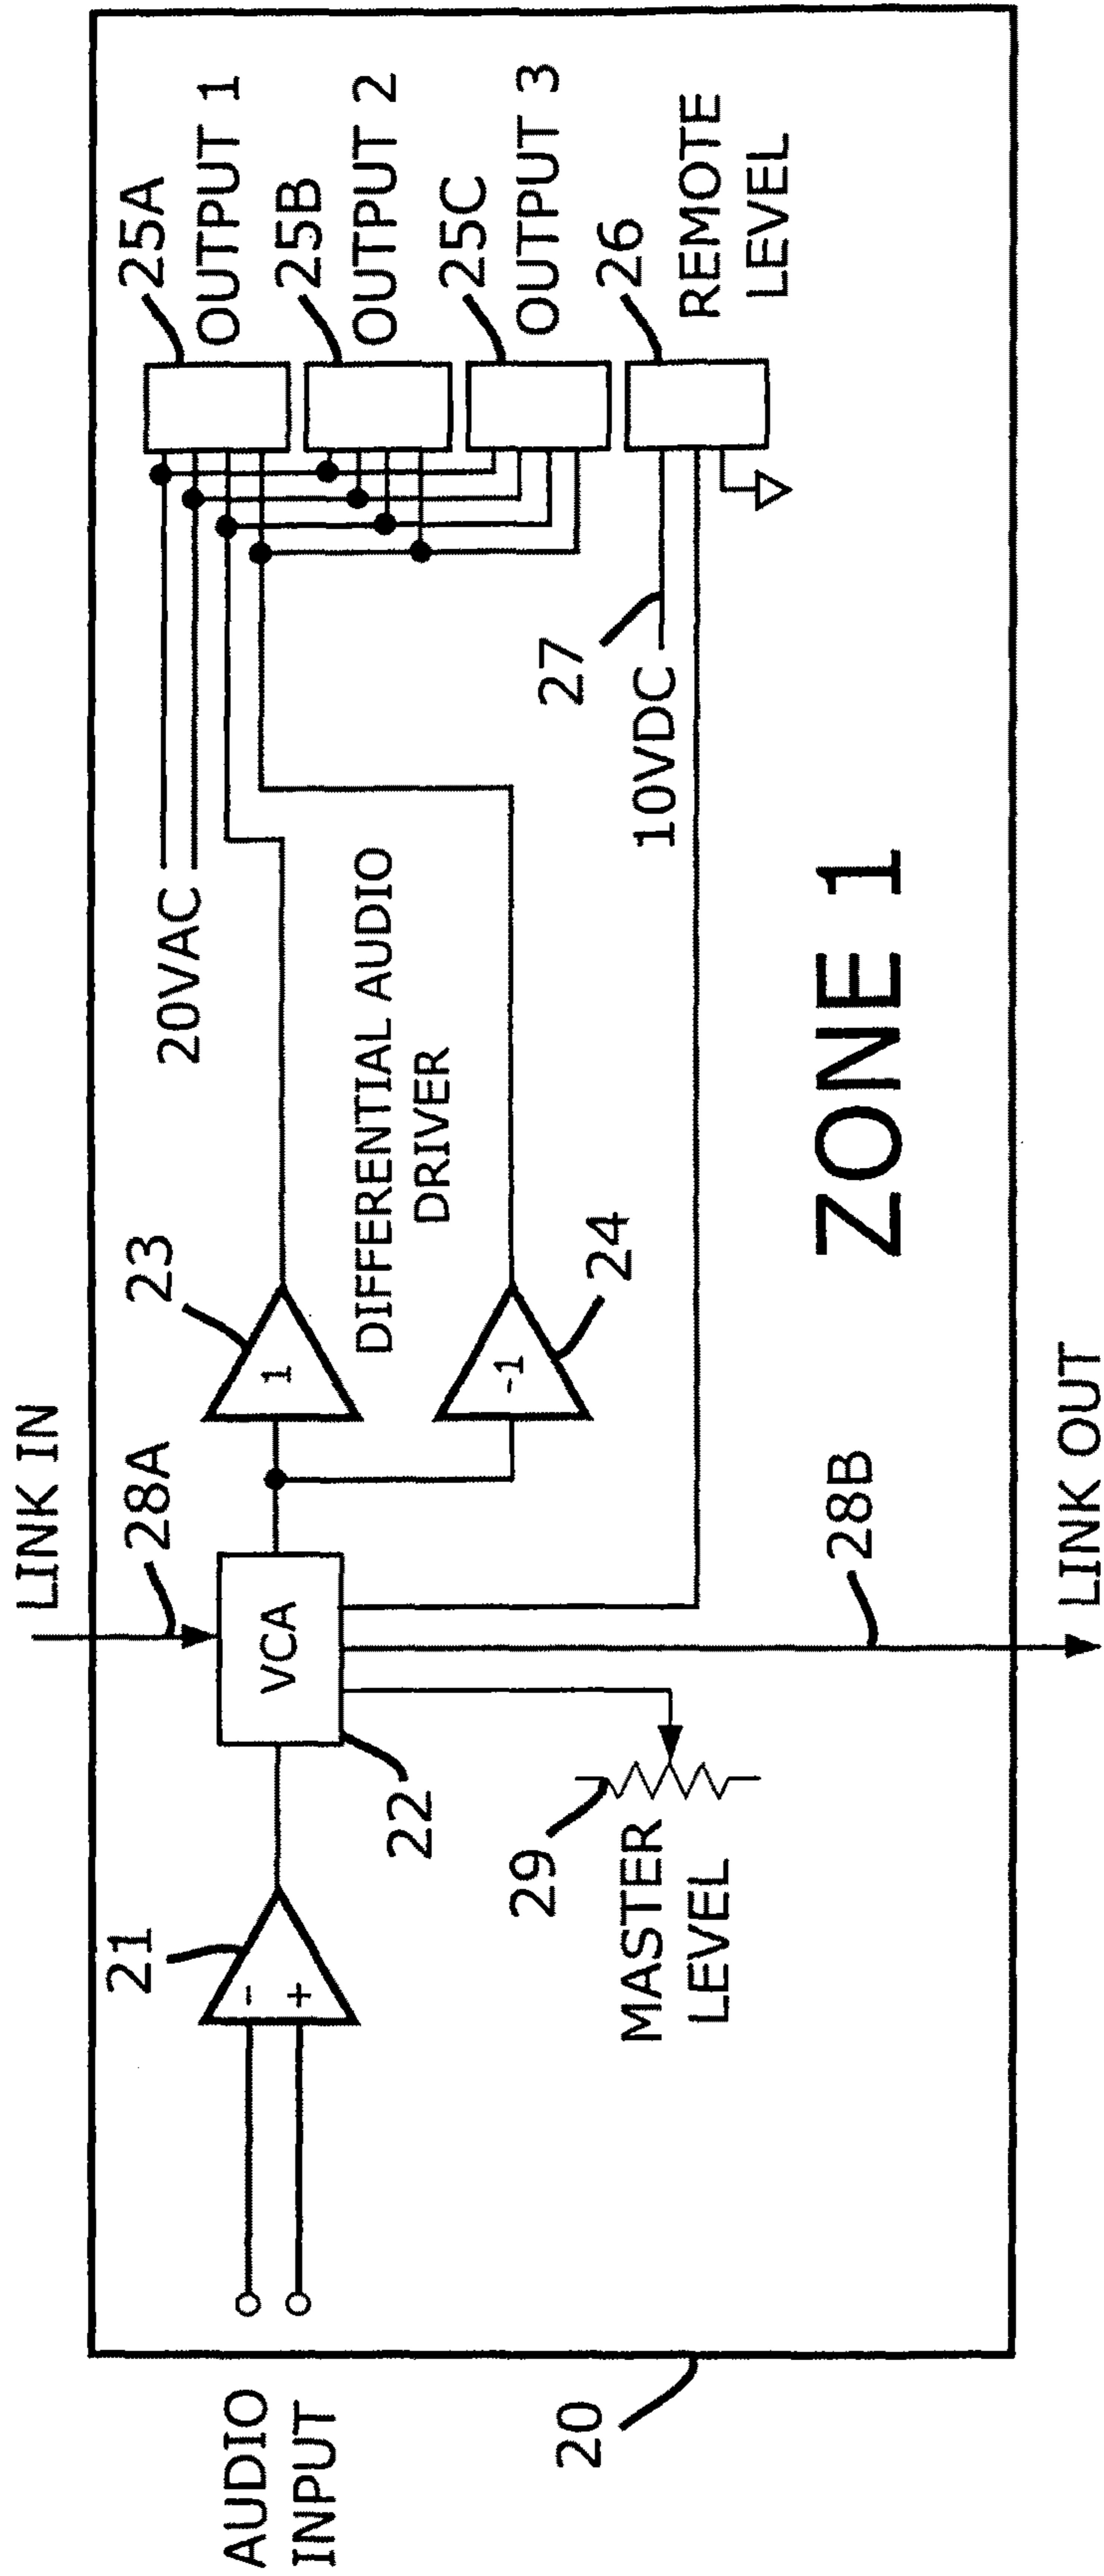 LINK IN
28A
21
23
20VAC
25A
OUTPUT 1
25B
OUTPUT 2
25C
OUTPUT 3
26
REMOTE
LEVEL
AUDIO
INPUT
-
+
VCA
1
-1
DIFFERENTIAL AUDIO
DRIVER
22
24
27
10VDC
29
MASTER
LEVEL
28B
ZONE 1
20
LINK OUT